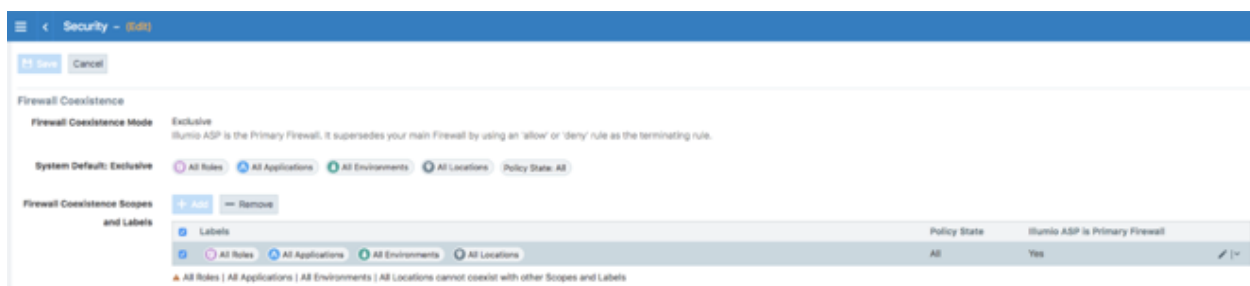 Security – (Edit)
Save Cancel
Firewall Coexistence
Firewall Coexistence Mode Exclusive
Illumio ASP is the Primary Firewall. It supersedes your main Firewall by using an 'allow' or 'deny' rule as the terminating rule.
System Default: Exclusive All Roles All Applications All Environments All Locations Policy State: All
Firewall Coexistence Scopes and Labels
+ Add — Remove
Labels Policy State Illumio ASP is Primary Firewall
All Roles All Applications All Environments All Locations All Yes
All Roles | All Applications | All Environments | All Locations cannot coexist with other Scopes and Labels